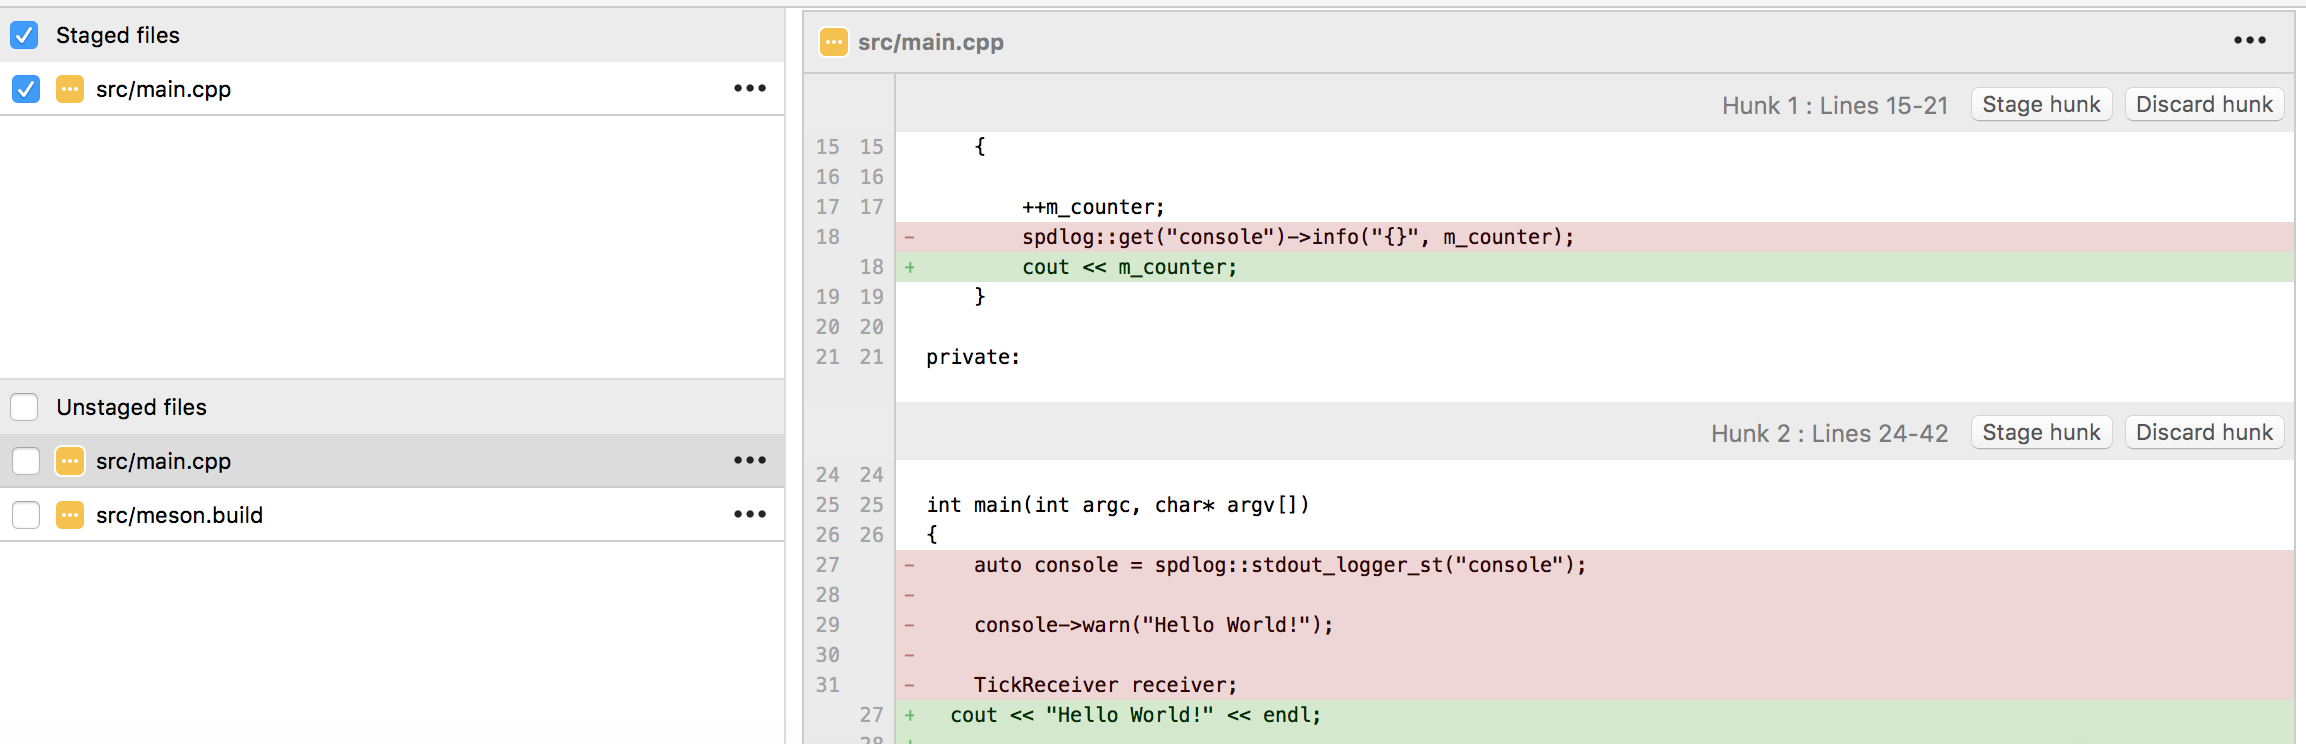 Staged files
src/main.cpp
Unstaged files
src/main.cpp
src/meson.build
src/main.cpp
Hunk 1 : Lines 15-21 Stage hunk Discard hunk
15 15     {
16 16
17 17         ++m_counter;
18 -         spdlog::get("console")->info("{}", m_counter);
18 +         cout << m_counter;
19 19     }
20 20
21 21 private:
Hunk 2 : Lines 24-42 Stage hunk Discard hunk
24 24
25 25 int main(int argc, char* argv[])
26 26 {
27 -     auto console = spdlog::stdout_logger_st("console");
28 -
29 -     console->warn("Hello World!");
30 -
31 -     TickReceiver receiver;
27 +   cout << "Hello World!" << endl;
28 +